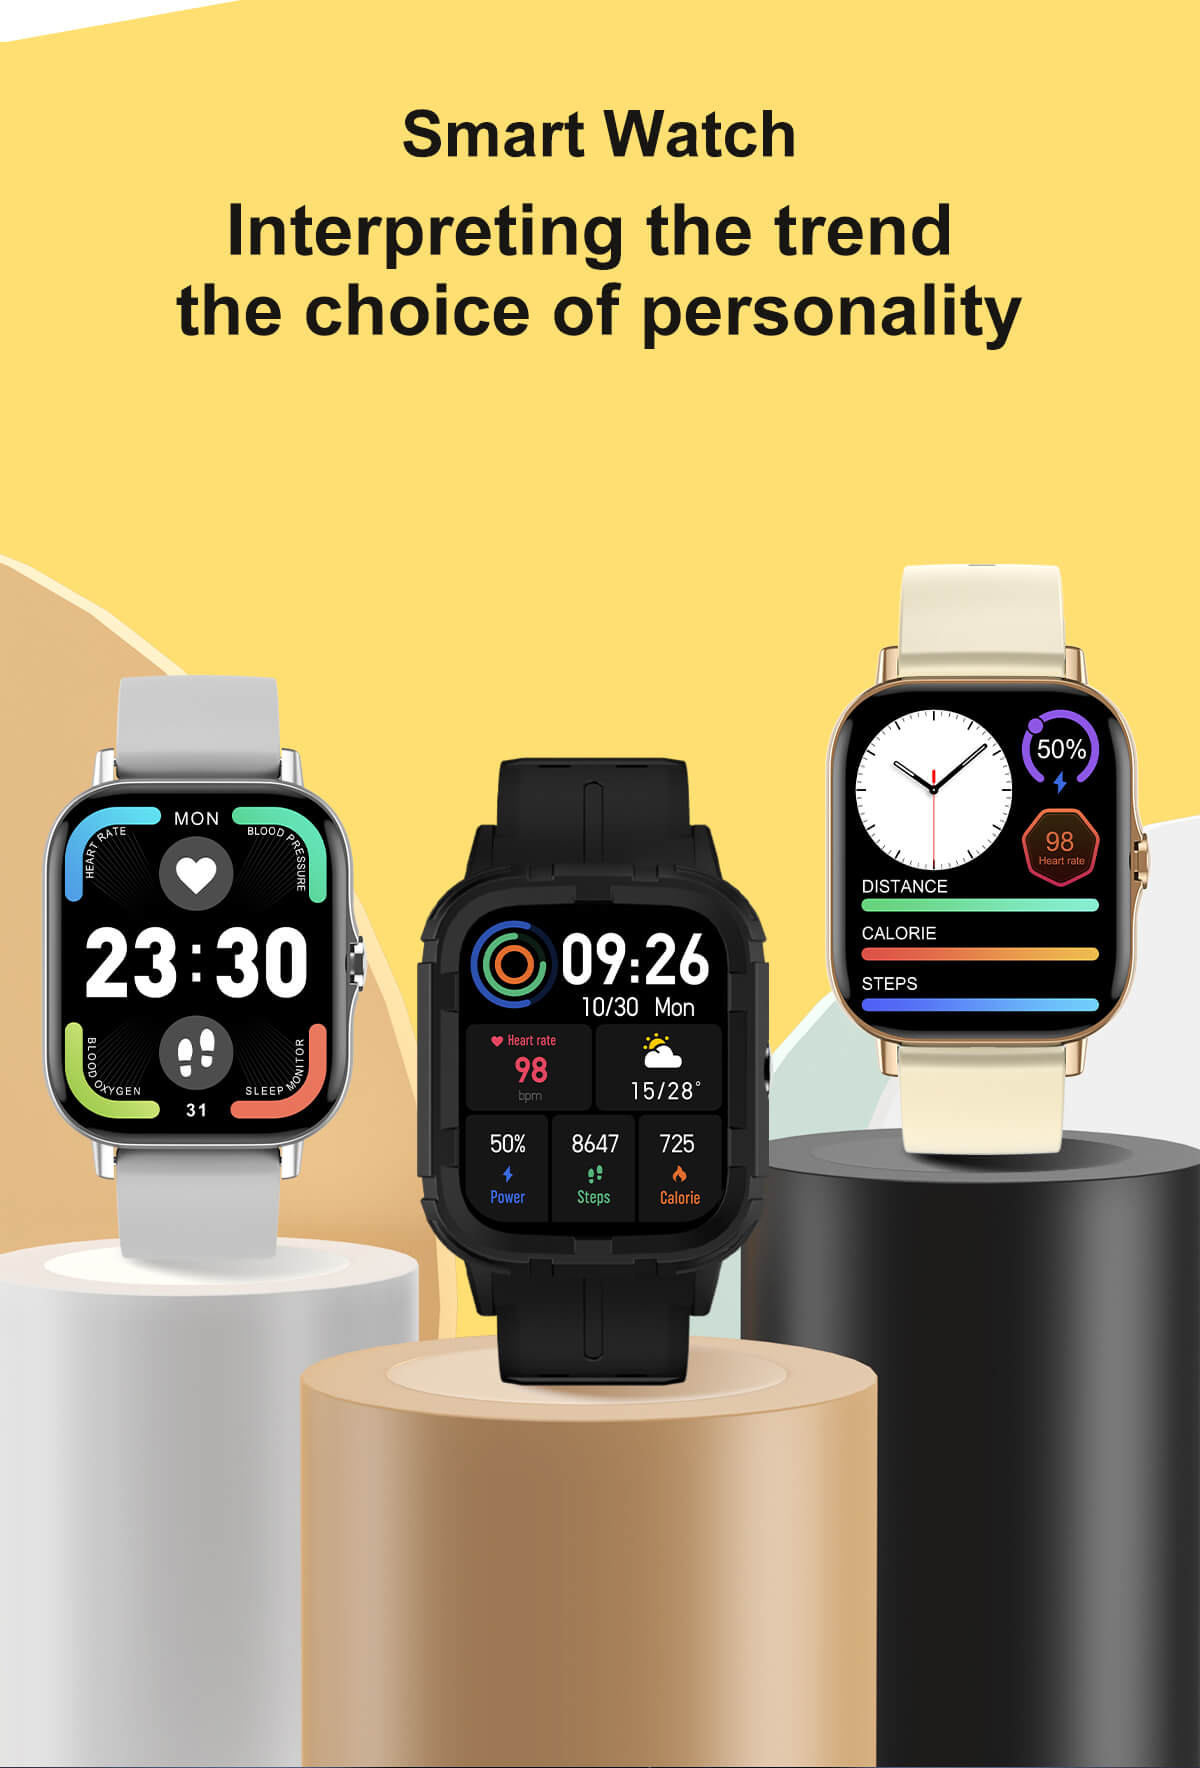 Smart Watch
Interpreting the trend
the choice of personality
MON
HEART RATE
BLOOD PRESSURE
23:30
BLOOD OXYGEN
SLEEP MONITOR
31
09:26
10/30 Mon
Heart rate
98
bpm
15/28°
50% 8647 725
Power Steps Calorie
50%
98
Heart rate
DISTANCE
CALORIE
STEPS